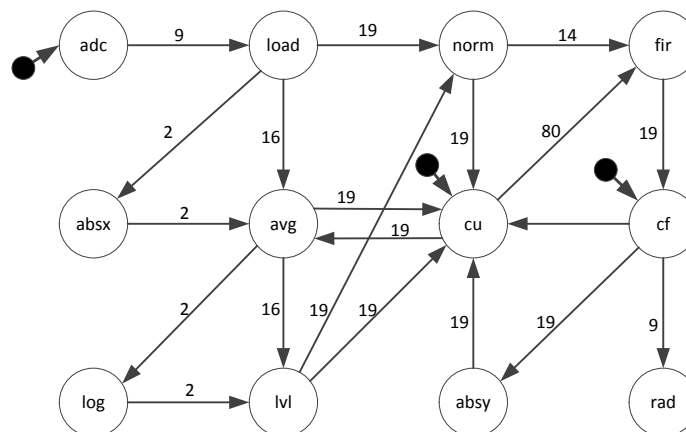 adc 9 load 19 norm 14 fir
2 16 19 80 19
absx 2 avg 19 cu cf
19
2 16 19 19 19 19 9
log 2 lvl absy rad